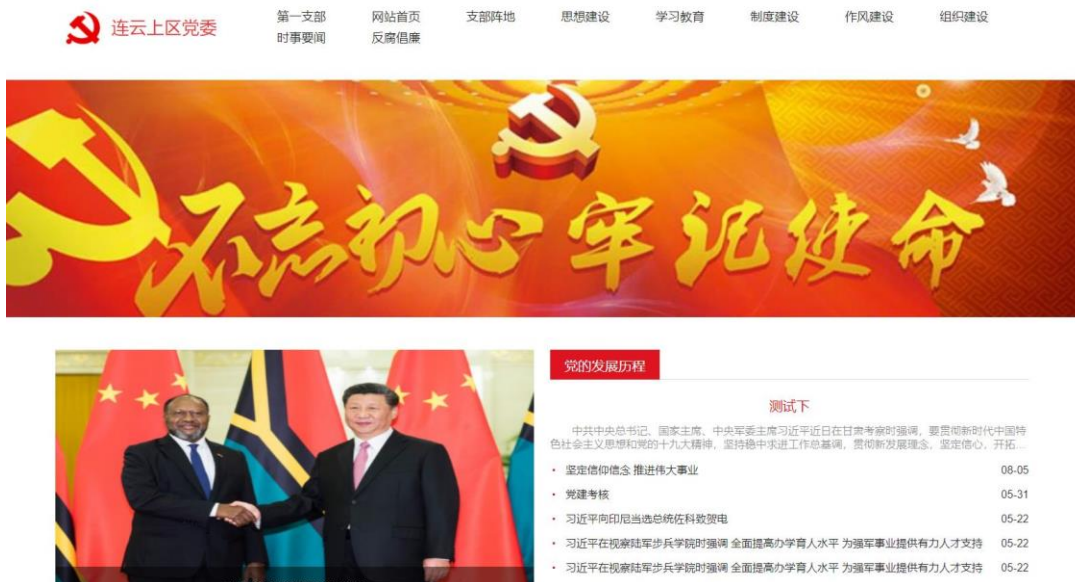 连云上区党委
第一支部 网站首页 支部阵地 思想建设 学习教育 制度建设 作风建设 组织建设
时事要闻 反腐倡廉
不忘初心 牢记使命
党的发展历程
测试下
中共中央总书记、国家主席、中央军委主席习近平近日在甘肃考察时强调，要贯彻新时代中国特
色社会主义思想和党的十九大精神，坚持稳中求进工作总基调，贯彻新发展理念，坚定信心，开拓...
· 坚定信仰信念 推进伟大事业 08-05
· 党建考核 05-31
· 习近平向印尼当选总统佐科致贺电 05-22
· 习近平在视察陆军步兵学院时强调 全面提高办学育人水平 为强军事业提供有力人才支持 05-22
· 习近平在视察陆军步兵学院时强调 全面提高办学育人水平 为强军事业提供有力人才支持 05-22